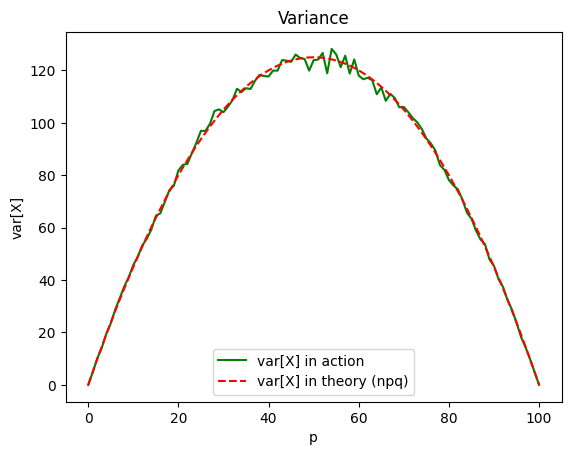 Variance
var[X]
120
100
80
60
40
20
0
var[X] in action
var[X] in theory (npq)
0 20 40 60 80 100
p